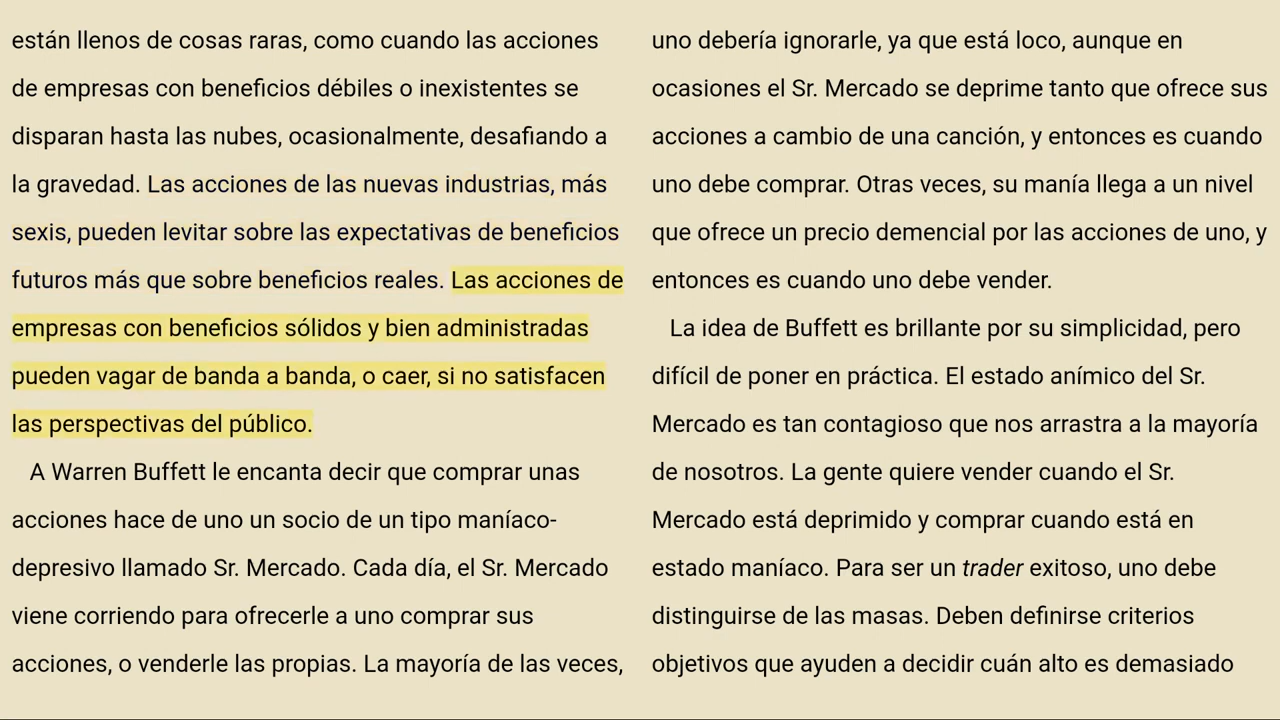 están llenos de cosas raras, como cuando las acciones
de empresas con beneficios débiles o inexistentes se
disparan hasta las nubes, ocasionalmente, desafiando a
la gravedad. Las acciones de las nuevas industrias, más
sexis, pueden levitar sobre las expectativas de beneficios
futuros más que sobre beneficios reales. Las acciones de
empresas con beneficios sólidos y bien administradas
pueden vagar de banda a banda, o caer, si no satisfacen
las perspectivas del público.
A Warren Buffett le encanta decir que comprar unas
acciones hace de uno un socio de un tipo maníaco-
depresivo llamado Sr. Mercado. Cada día, el Sr. Mercado
viene corriendo para ofrecerle a uno comprar sus
acciones, o venderle las propias. La mayoría de las veces,
uno debería ignorarle, ya que está loco, aunque en
ocasiones el Sr. Mercado se deprime tanto que ofrece sus
acciones a cambio de una canción, y entonces es cuando
uno debe comprar. Otras veces, su manía llega a un nivel
que ofrece un precio demencial por las acciones de uno, y
entonces es cuando uno debe vender.
La idea de Buffett es brillante por su simplicidad, pero
difícil de poner en práctica. El estado anímico del Sr.
Mercado es tan contagioso que nos arrastra a la mayoría
de nosotros. La gente quiere vender cuando el Sr.
Mercado está deprimido y comprar cuando está en
estado maníaco. Para ser un trader exitoso, uno debe
distinguirse de las masas. Deben definirse criterios
objetivos que ayuden a decidir cuán alto es demasiado